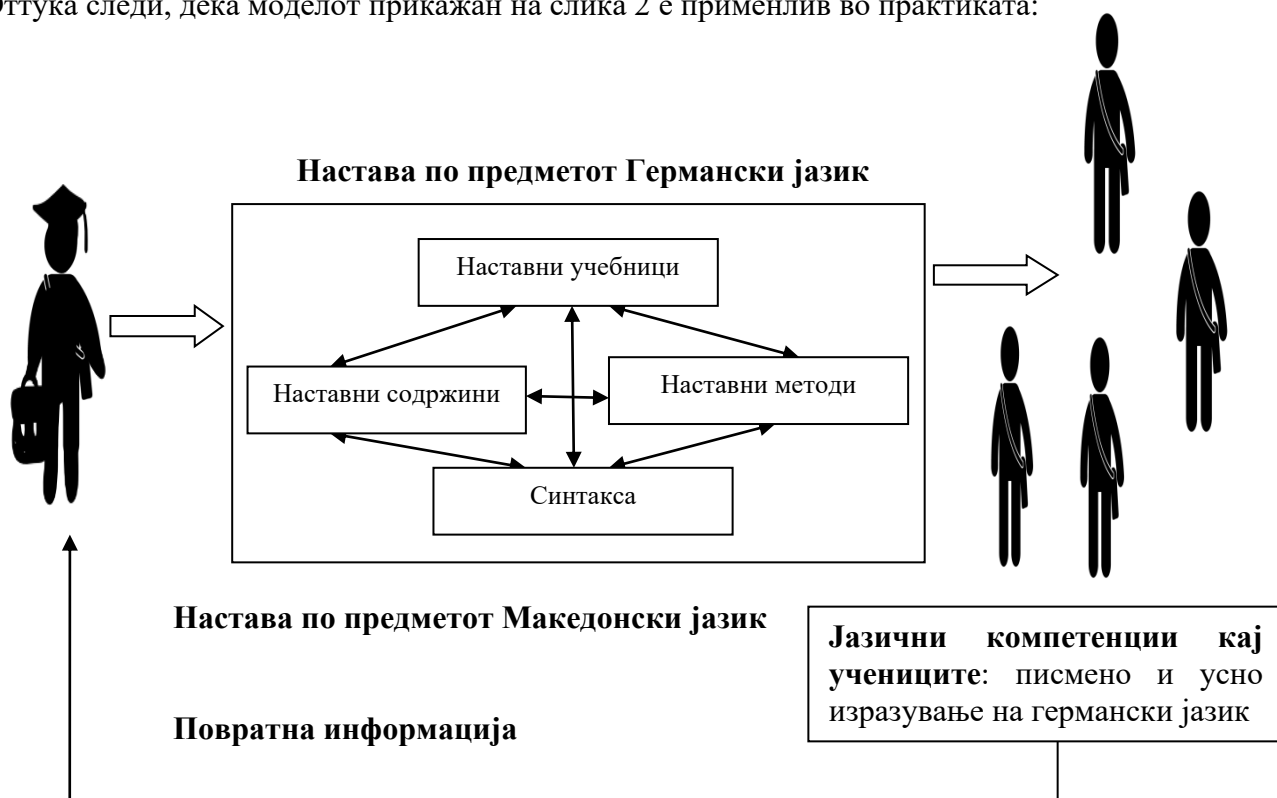 Оттука следи, дека моделот прикажан на слика 2 е применлив во практиката:
Настава по предметот Германски јазик
Наставни учебници
Наставни содржини
Наставни методи
Синтакса
Настава по предметот Македонски јазик
Јазични компетенции кај
учениците: писмено и усно
изразување на германски јазик
Повратна информација